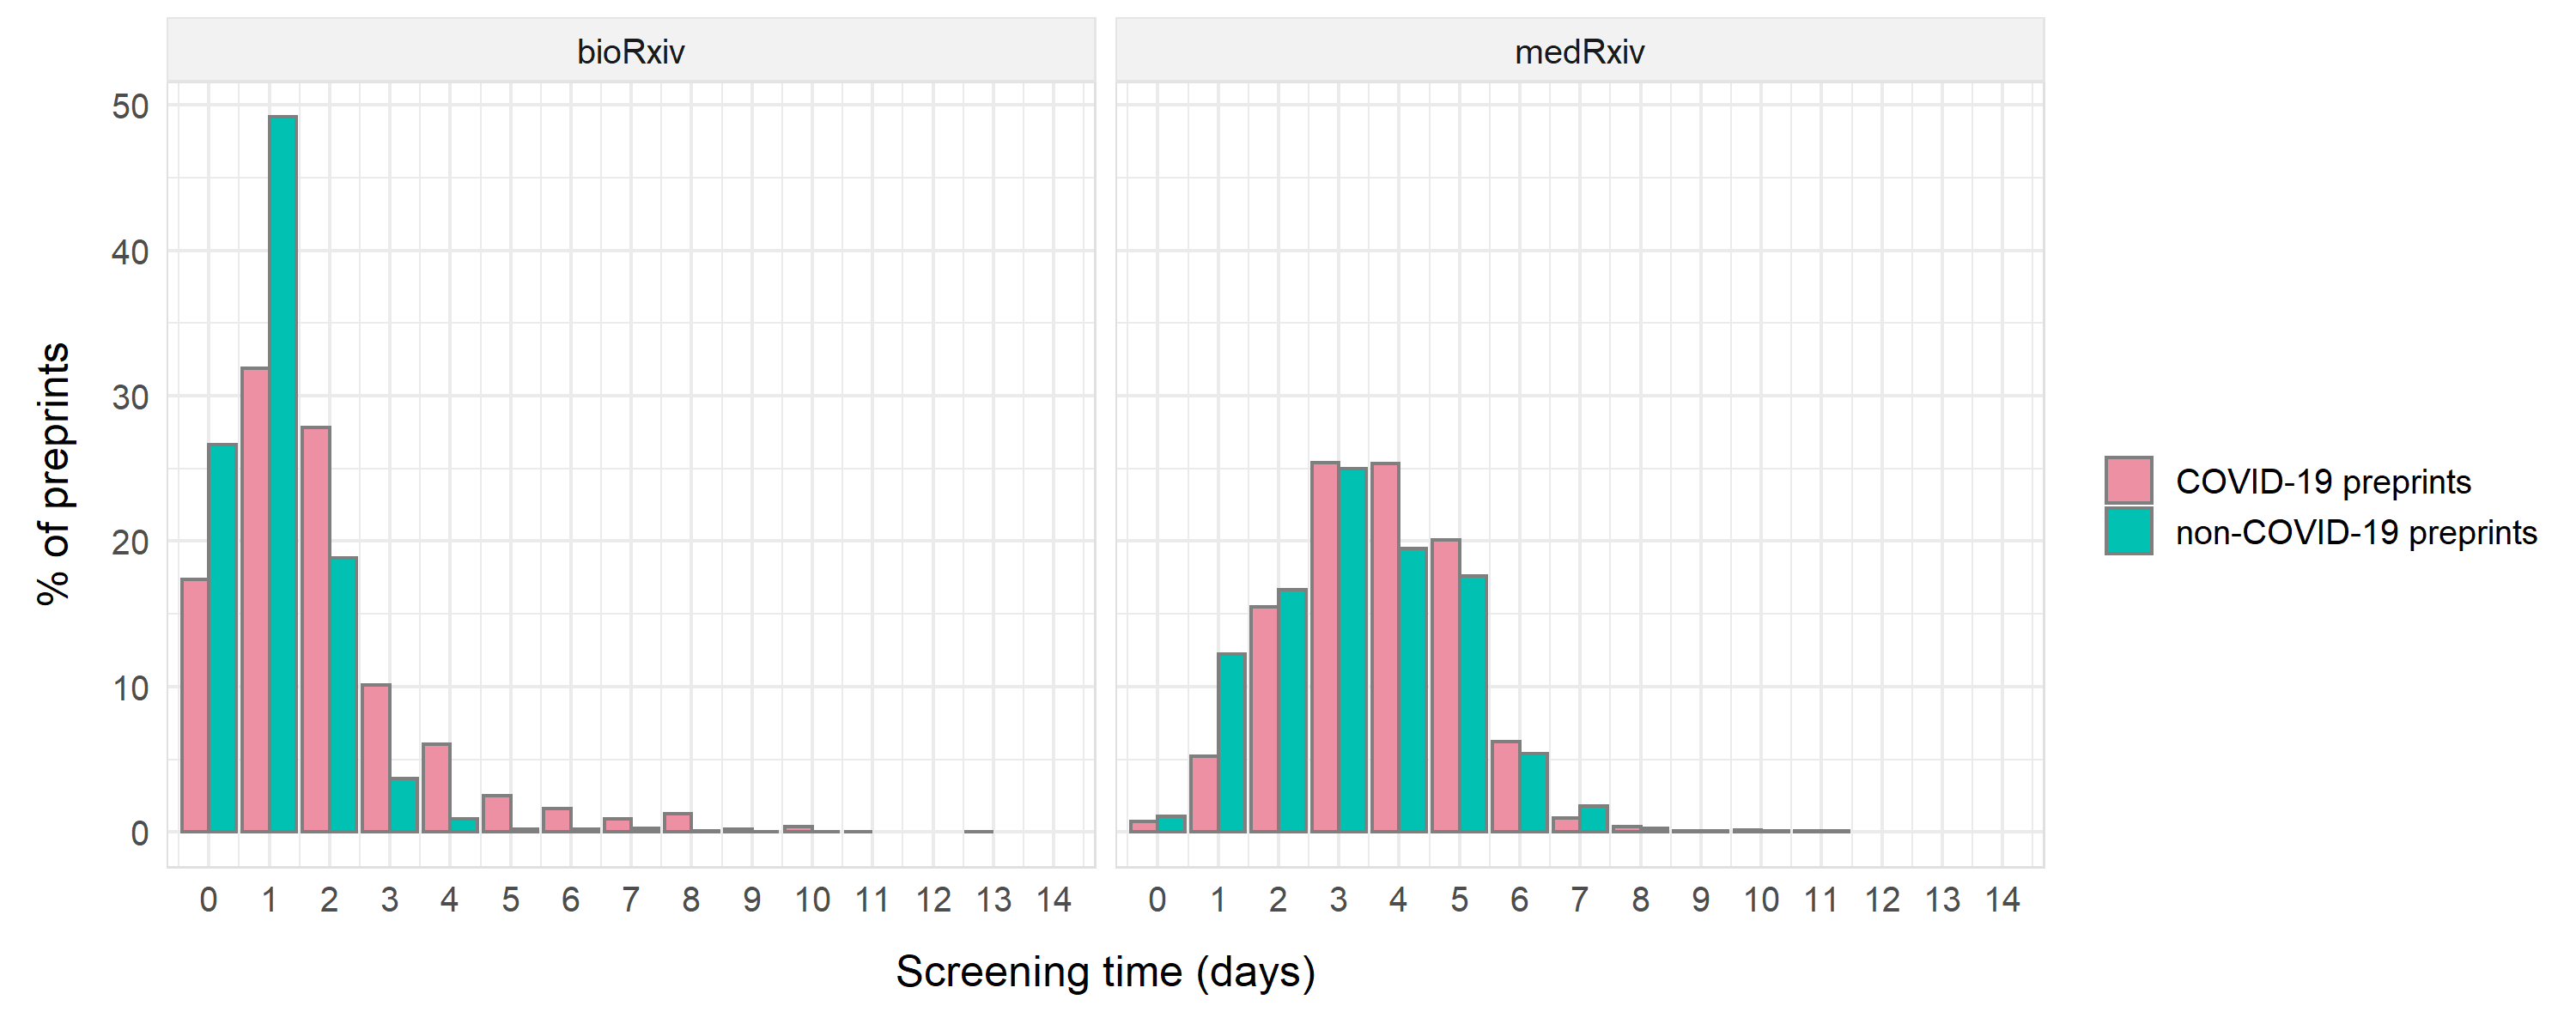 bioRxiv
medRxiv
% of preprints
50
40
30
20
10
0
0 1 2 3 4 5 6 7 8 9 10 11 12 13 14
0 1 2 3 4 5 6 7 8 9 10 11 12 13 14
Screening time (days)
COVID-19 preprints
non-COVID-19 preprints